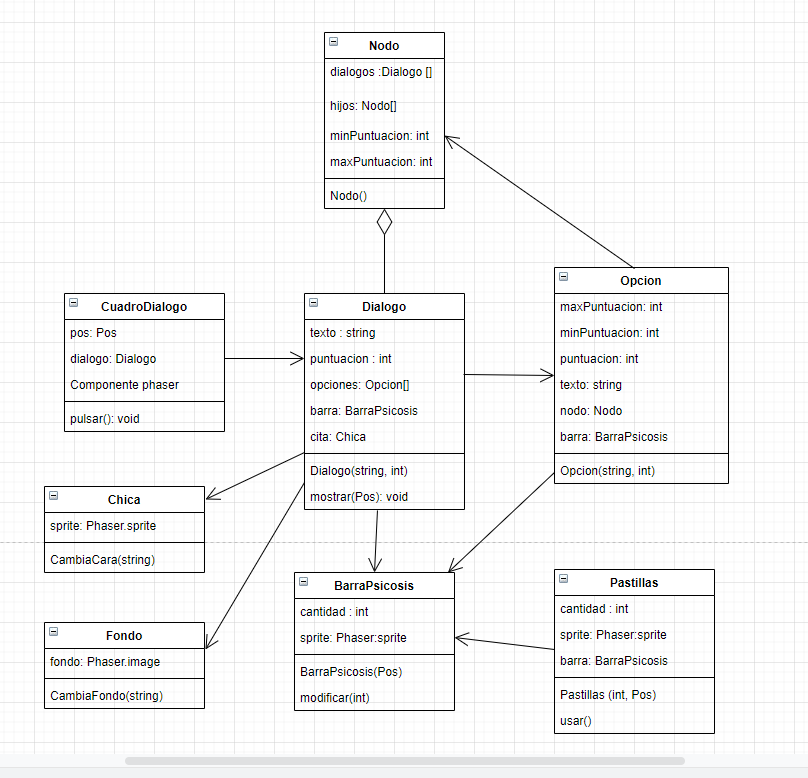 Nodo
dialogos :Dialogo []
hijos: Nodo[]
minPuntuacion: int
maxPuntuacion: int
Nodo()
CuadroDialogo
pos: Pos
dialogo: Dialogo
Componente phaser
pulsar(): void
Dialogo
texto : string
puntuacion : int
opciones: Opcion[]
barra: BarraPsicosis
cita: Chica
Dialogo(string, int)
mostrar(Pos): void
Opcion
maxPuntuacion: int
minPuntuacion: int
puntuacion: int
texto: string
nodo: Nodo
barra: BarraPsicosis
Opcion(string, int)
Chica
sprite: Phaser.sprite
CambiaCara(string)
Fondo
fondo: Phaser.image
CambiaFondo(string)
BarraPsicosis
cantidad : int
sprite: Phaser:sprite
BarraPsicosis(Pos)
modificar(int)
Pastillas
cantidad : int
sprite: Phaser:sprite
barra: BarraPsicosis
Pastillas (int, Pos)
usar()